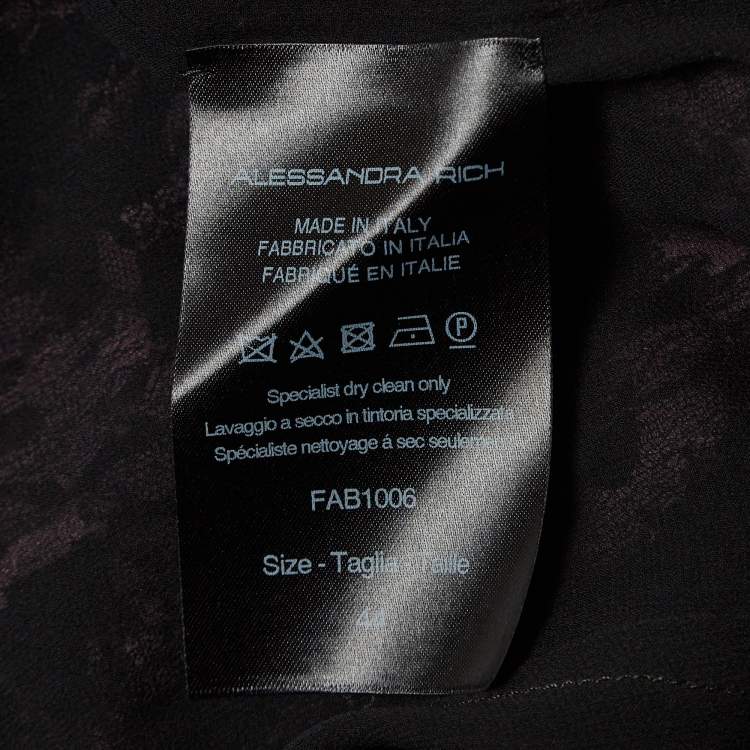 ALESSANDRA RICH
MADE IN ITALY
FABBRICATO IN ITALIA
FABRIQUÉ EN ITALIE
P
Specialist dry clean only
Lavaggio a secco in tintoria specializzata
Spécialiste nettoyage á sec seulement
FAB1006
Size - Taglia - Taille
44